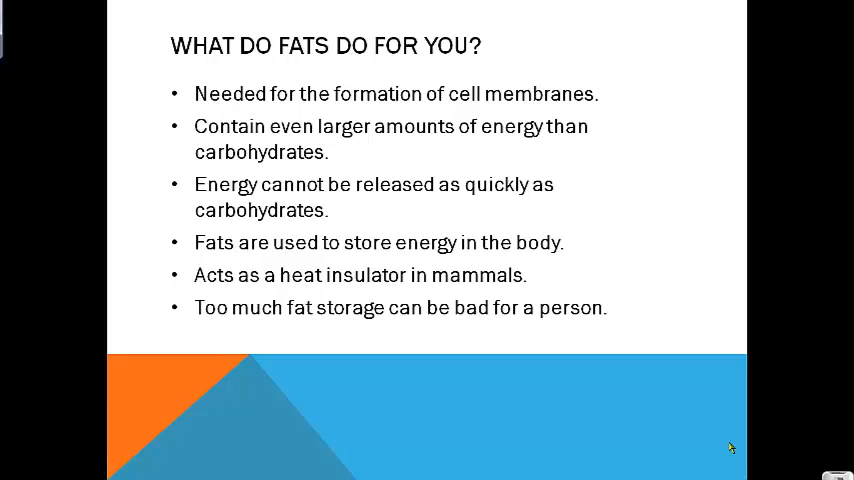 WHAT DO FATS DO FOR YOU?
• Needed for the formation of cell membranes.
• Contain even larger amounts of energy than
carbohydrates.
• Energy cannot be released as quickly as
carbohydrates.
• Fats are used to store energy in the body.
• Acts as a heat insulator in mammals.
• Too much fat storage can be bad for a person.